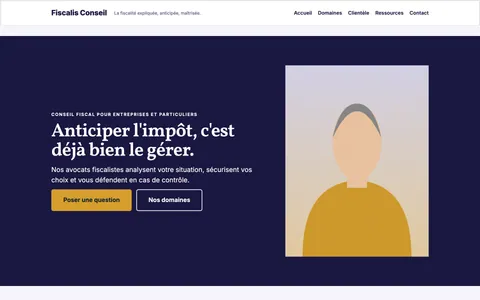 Fiscalis Conseil
La fiscalité expliquée, anticipée, maîtrisée.
Accueil
Domaines
Clientèle
Ressources
Contact
CONSEIL FISCAL POUR ENTREPRISES ET PARTICULIERS
Anticiper l'impôt, c'est
déjà bien le gérer.
Nos avocats fiscalistes analysent votre situation, sécurisent vos
choix et vous défendent en cas de contrôle.
Poser une question
Nos domaines